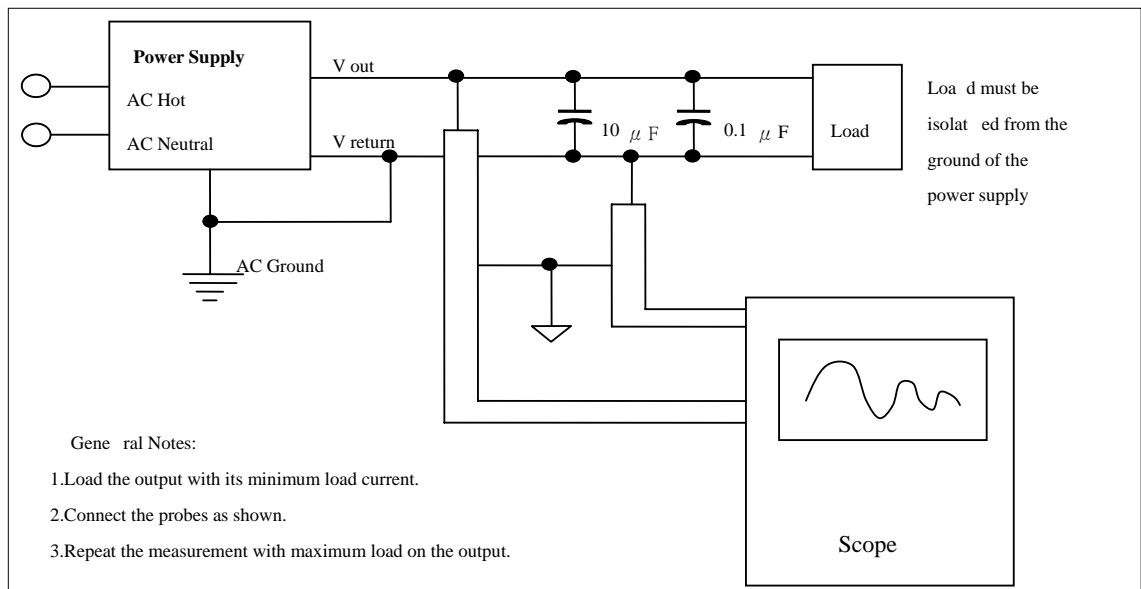 Power Supply
AC Hot
AC Neutral
V out
V return
AC Ground
10 μF
0.1 μF
Load
Loa d must be
isolat ed from the
ground of the
power supply
Gene ral Notes:
1.Load the output with its minimum load current.
2.Connect the probes as shown.
3.Repeat the measurement with maximum load on the output.
Scope